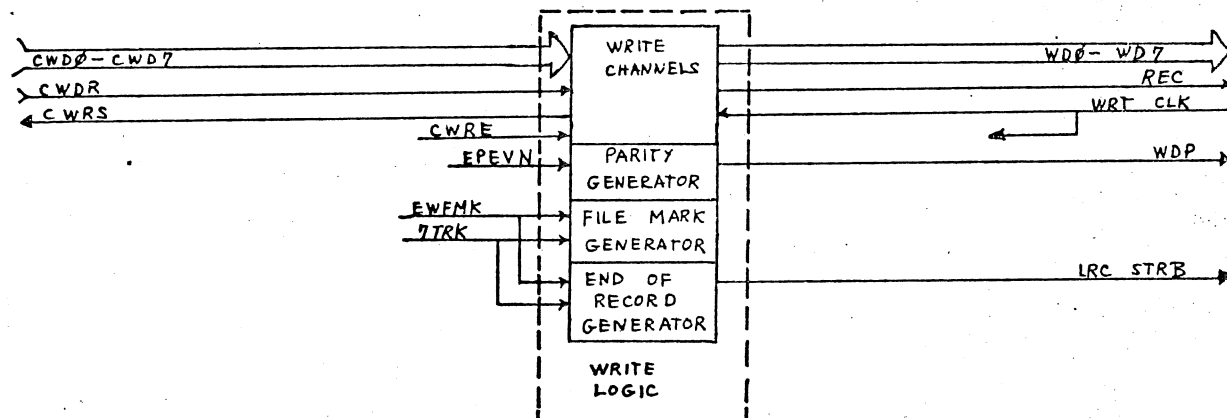 WRITE
CHANNELS
CWDØ-CWD7
WDØ-WD7
REC
CWDR
CWRS
WRT CLK
CWRE
EPEVN
PARITY
GENERATOR
WDP
EWFMK
7TRK
FILE MARK
GENERATOR
END OF
RECORD
GENERATOR
LRC STRB
WRITE
LOGIC